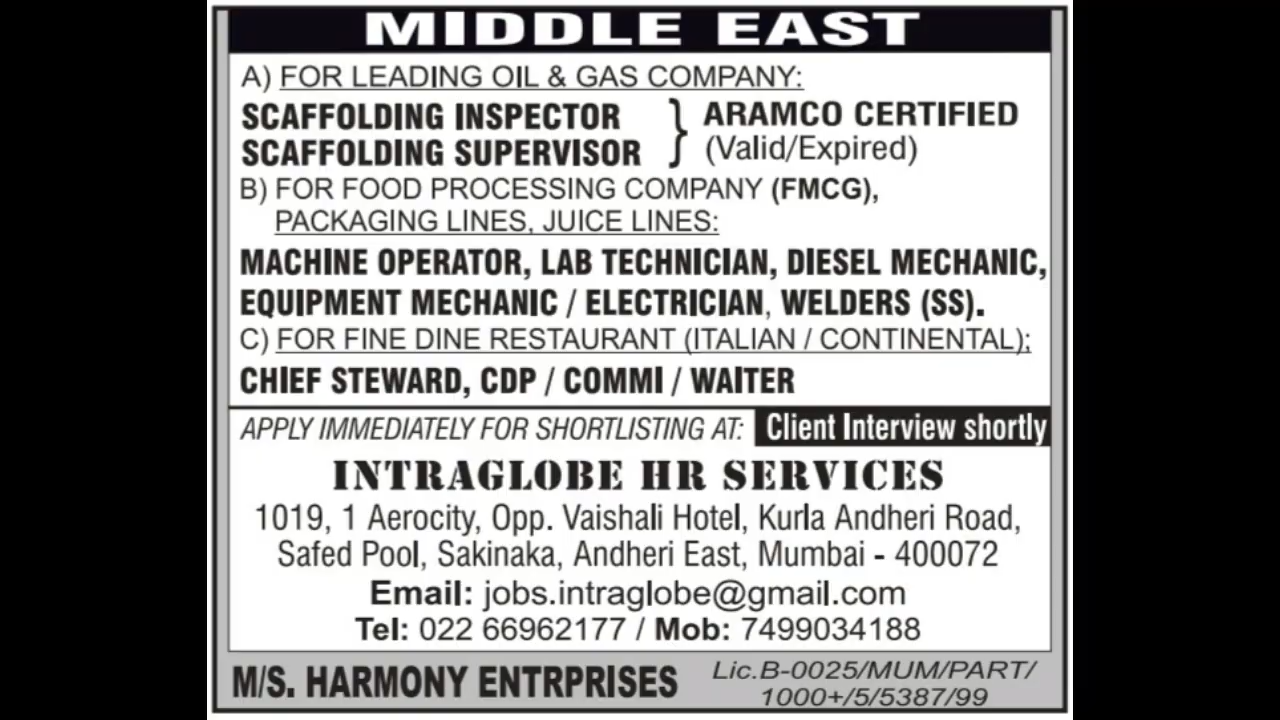 MIDDLE EAST
A) FOR LEADING OIL & GAS COMPANY:
SCAFFOLDING INSPECTOR } ARAMCO CERTIFIED
SCAFFOLDING SUPERVISOR (Valid/Expired)
B) FOR FOOD PROCESSING COMPANY (FMCG),
PACKAGING LINES, JUICE LINES:
MACHINE OPERATOR, LAB TECHNICIAN, DIESEL MECHANIC,
EQUIPMENT MECHANIC / ELECTRICIAN, WELDERS (SS).
C) FOR FINE DINE RESTAURANT (ITALIAN / CONTINENTAL);
CHIEF STEWARD, CDP / COMMI / WAITER
APPLY IMMEDIATELY FOR SHORTLISTING AT: Client Interview shortly
INTRAGLOBE HR SERVICES
1019, 1 Aerocity, Opp. Vaishali Hotel, Kurla Andheri Road,
Safed Pool, Sakinaka, Andheri East, Mumbai - 400072
Email: jobs.intraglobe@gmail.com
Tel: 022 66962177 / Mob: 7499034188
M/S. HARMONY ENTRPRISES Lic.B-0025/MUM/PART/
1000+/5/5387/99